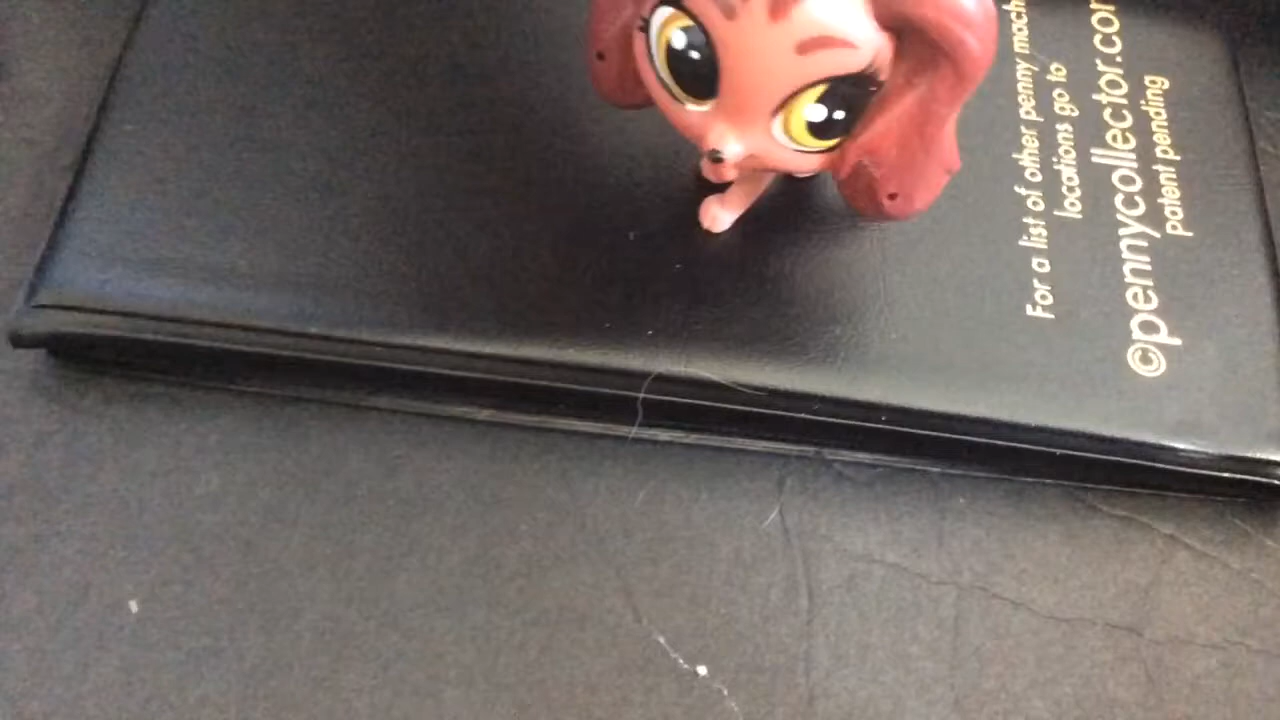 For a list of other penny mach
locations go to
©pennycollector.com
patent pending